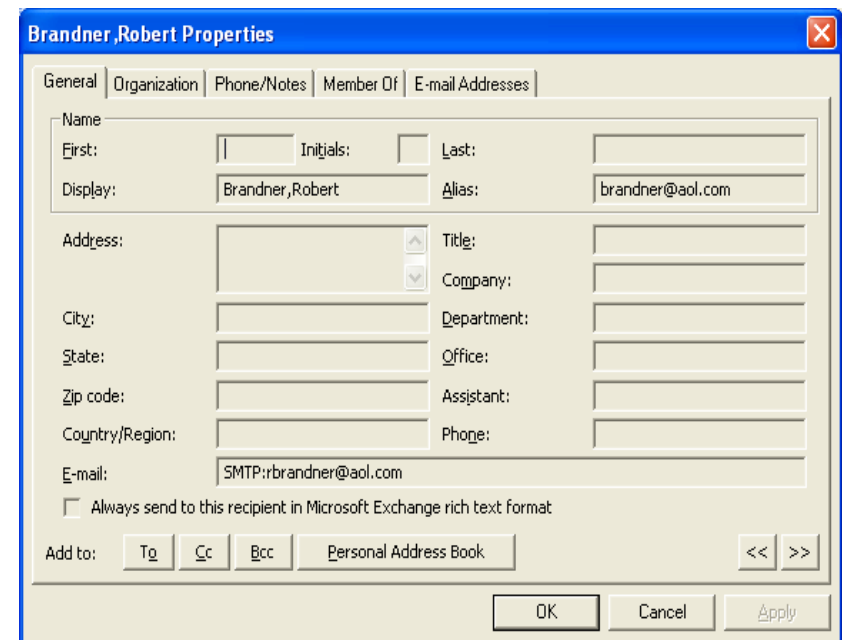 Brandner ,Robert Properties
General Organization Phone/Notes Member Of E-mail Addresses
Name
First: Initials: Last:
Display: Brandner,Robert Alias: brandner@aol.com
Address: Title:
Company:
City: Department:
State: Office:
Zip code: Assistant:
Country/Region: Phone:
E-mail: SMTP:rbrandner@aol.com
Always send to this recipient in Microsoft Exchange rich text format
Add to: To Cc Bcc Personal Address Book << >>
OK Cancel Apply